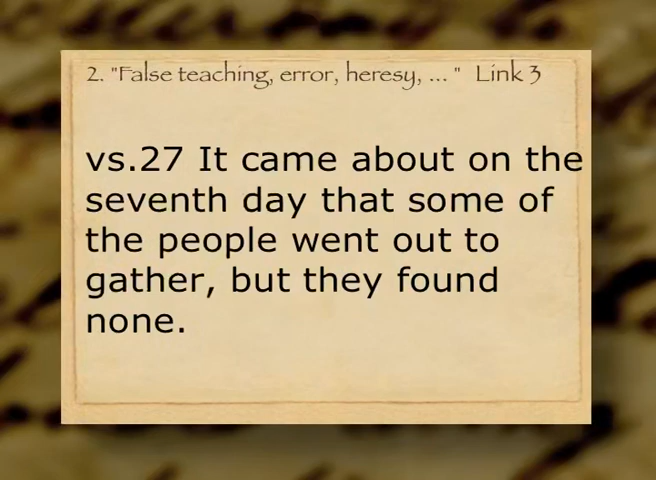 2. "False teaching, error, heresy, ... " Link 3
vs.27 It came about on the
seventh day that some of
the people went out to
gather, but they found
none.